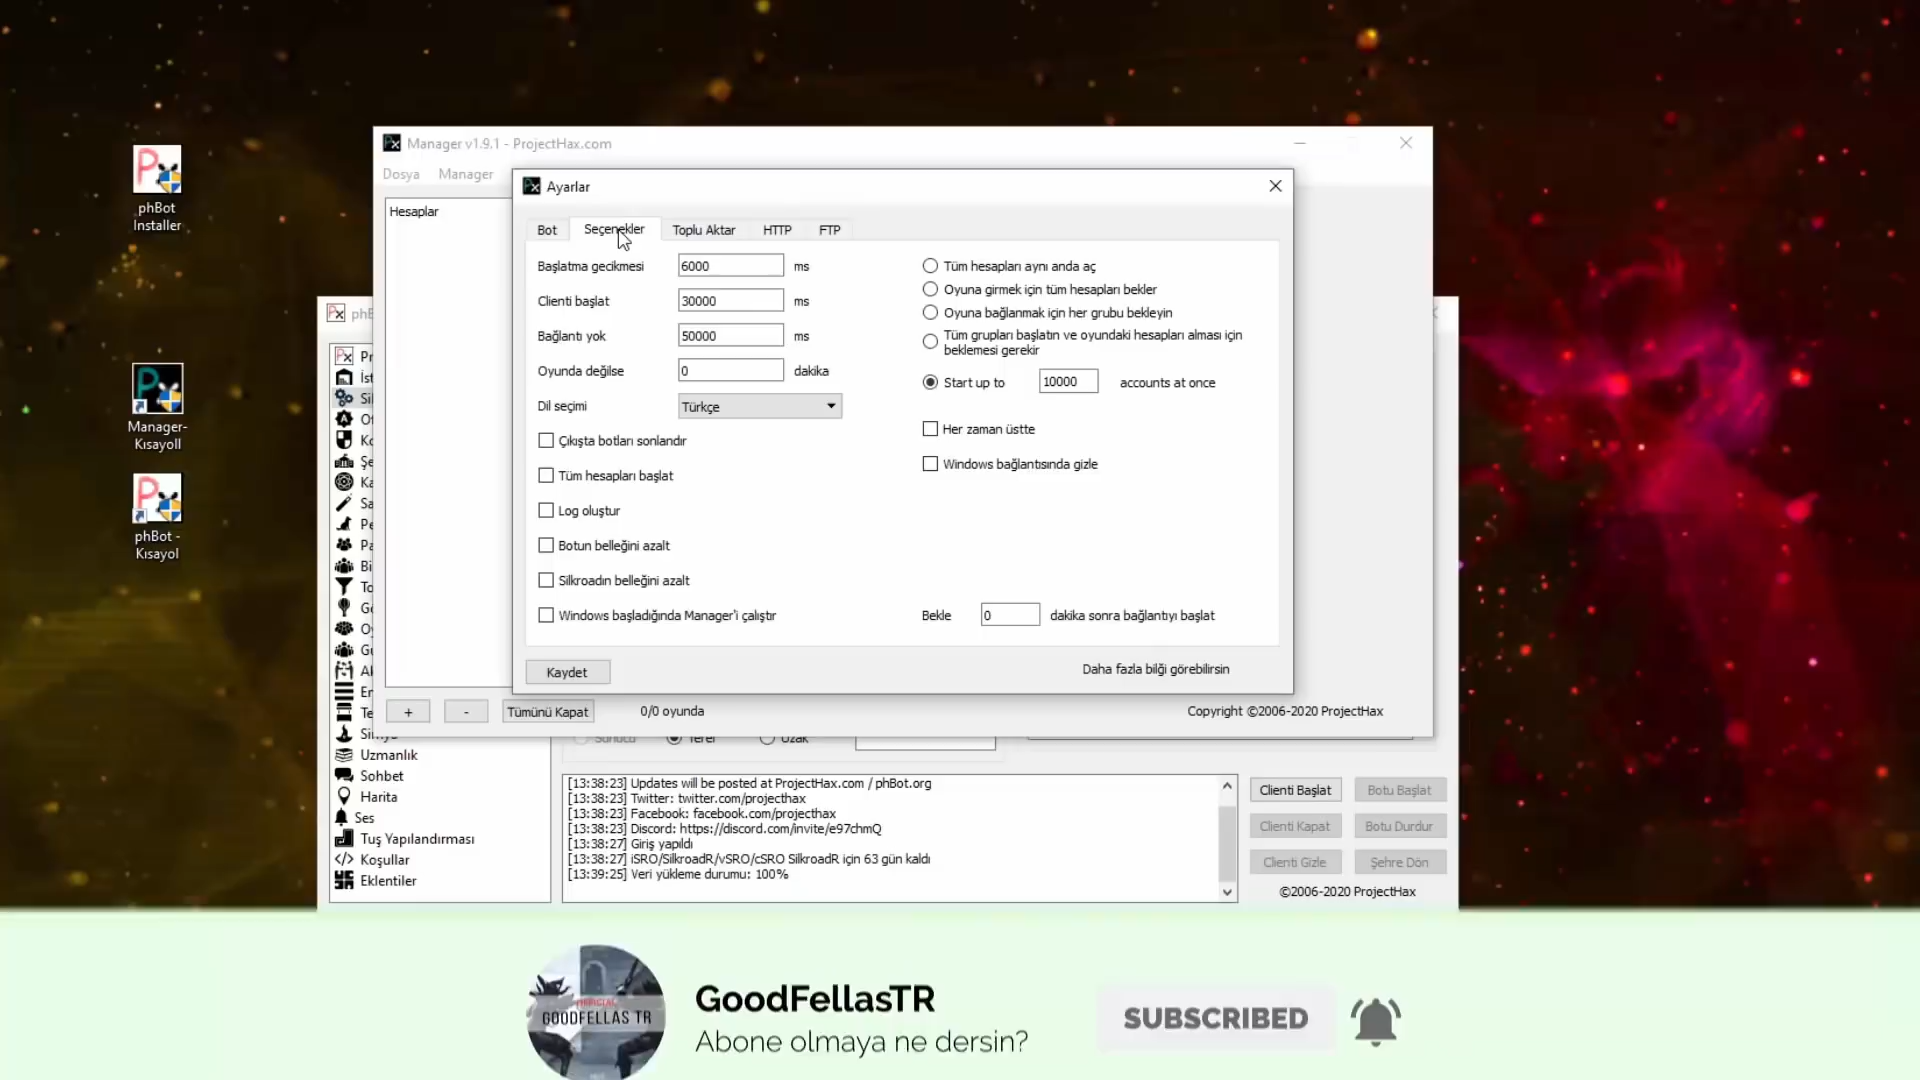 phBot
Installer
Manager-
Kısayoll
phBot -
Kısayol
Manager v1.9.1 - ProjectHax.com
Dosya Manager
Hesaplar
Ayarlar
Bot Seçenekler Toplu Aktar HTTP FTP
Başlatma gecikmesi 6000 ms
Clienti başlat 30000 ms
Bağlantı yok 50000 ms
Oyunda değilse 0 dakika
Dil seçimi Türkçe
Çıkışta botları sonlandır
Tüm hesapları başlat
Log oluştur
Botun belleğini azalt
Silkroadın belleğini azalt
Windows başladığında Manager'i çalıştır
Tüm hesapları aynı anda aç
Oyuna girmek için tüm hesapları bekler
Oyuna bağlanmak için her grubu bekleyin
Tüm grupları başlatın ve oyundaki hesapları alması için
beklemesi gerekir
Start up to 10000 accounts at once
Her zaman üstte
Windows bağlantısında gizle
Bekle 0 dakika sonra bağlantıyı başlat
Kaydet
Daha fazla bilği görebilirsin
+ - Tümünü Kapat 0/0 oyunda
Copyright ©2006-2020 ProjectHax
Uzmanlık
Sohbet
Harita
Ses
Tuş Yapılandırması
Koşullar
Eklentiler
[13:38:23] Updates will be posted at ProjectHax.com / phBot.org
[13:38:23] Twitter: twitter.com/projecthax
[13:38:23] Facebook: facebook.com/projecthax
[13:38:23] Discord: https://discord.com/invite/e97chmQ
[13:38:27] Giriş yapıldı
[13:38:27] iSRO/SilkroadR/vSRO/cSRO SilkroadR için 63 gün kaldı
[13:39:25] Veri yükleme durumu: 100%
Clienti Başlat Botu Başlat
Clienti Kapat Botu Durdur
Clienti Gizle Şehre Dön
©2006-2020 ProjectHax
OFFICIAL
GOODFELLAS TR
GoodFellasTR
Abone olmaya ne dersin?
SUBSCRIBED